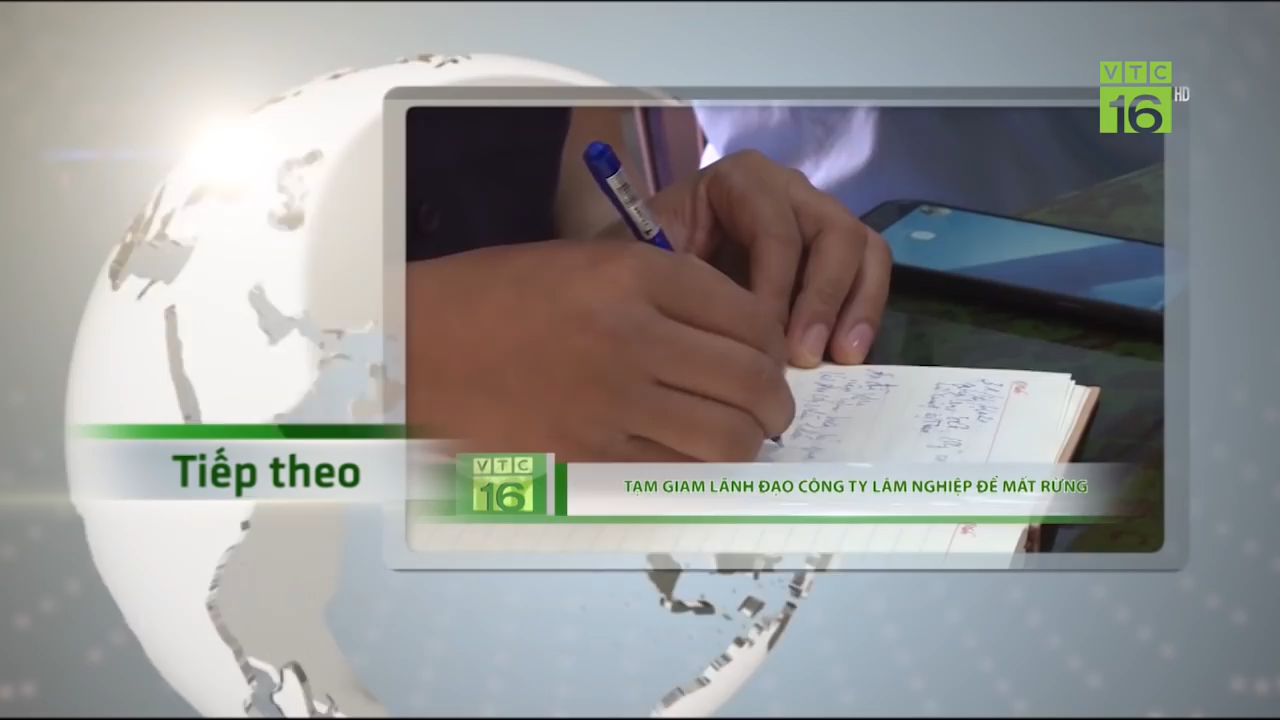 VTC
16
HD
Tiếp theo
VTC
16
TẠM GIAM LÃNH ĐẠO CÔNG TY LÂM NGHIỆP ĐỂ MẤT RỪNG